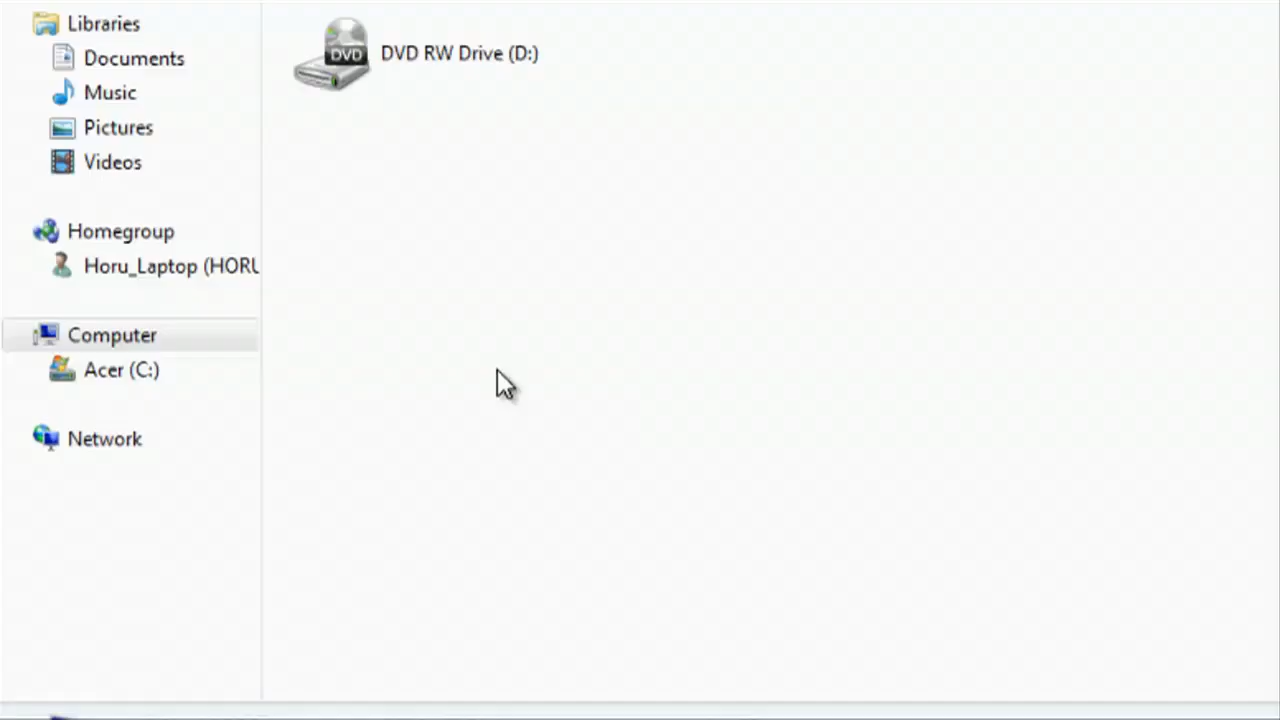 Libraries
Documents
Music
Pictures
Videos
Homegroup
Horu_Laptop (HORU
Computer
Acer (C:)
Network
DVD
DVD RW Drive (D:)